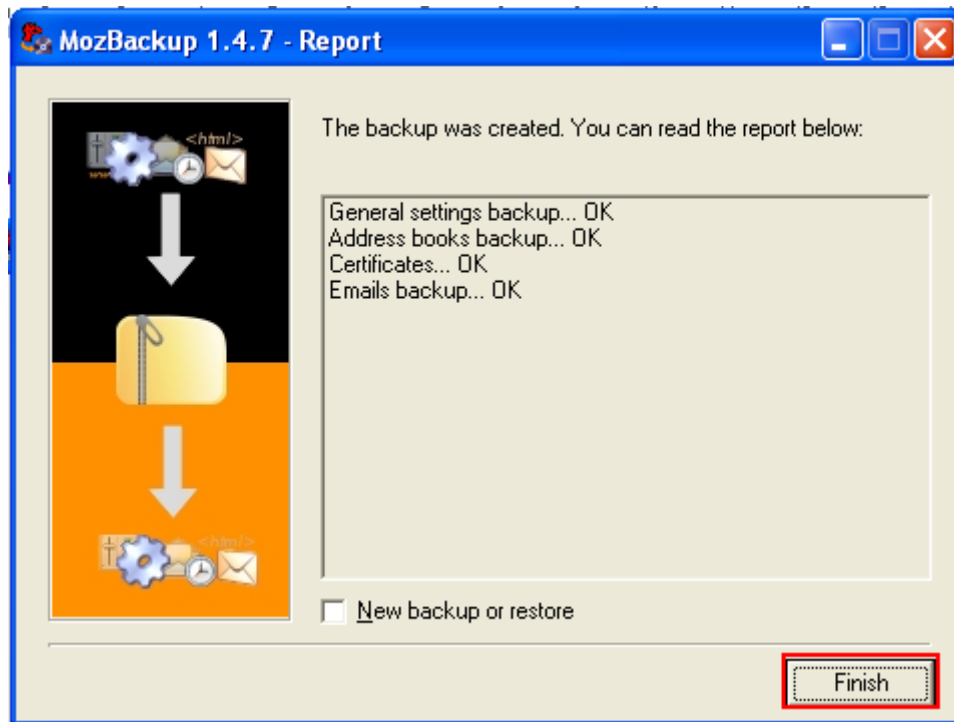 MozBackup 1.4.7 - Report
<html>
The backup was created. You can read the report below:
General settings backup... OK
Address books backup... OK
Certificates... OK
Emails backup... OK
<html>
New backup or restore
Finish